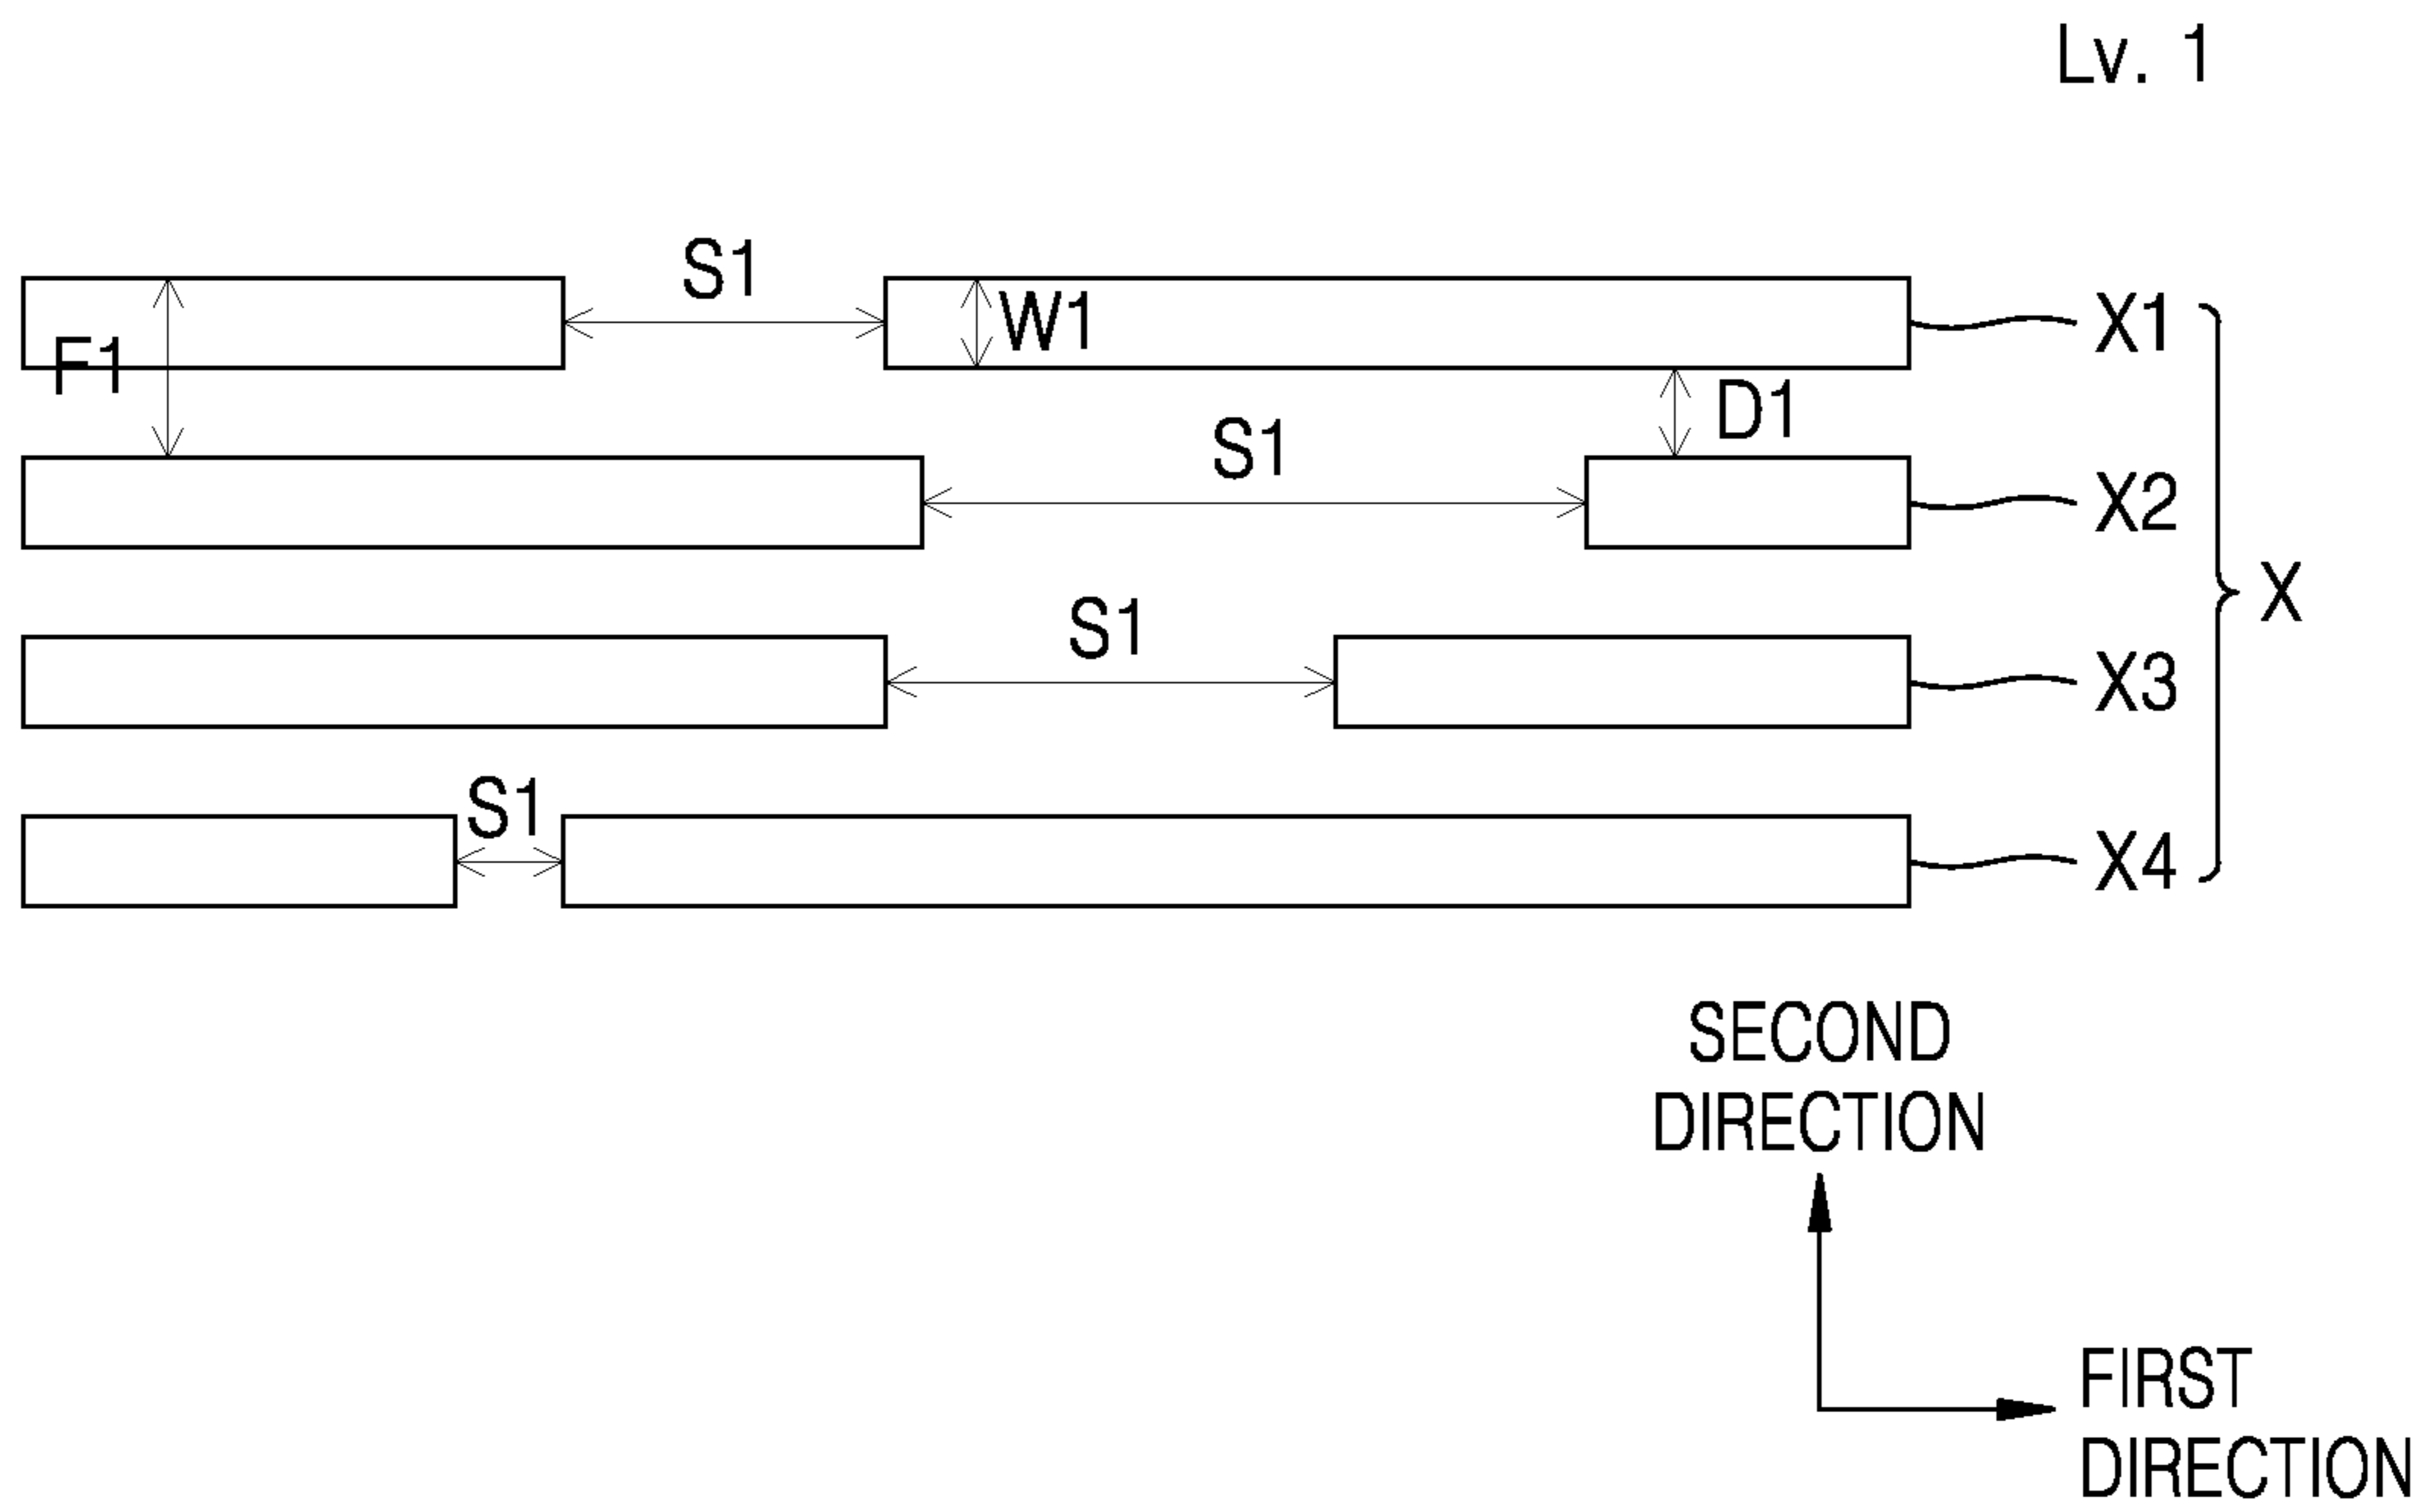 Lv. 1
S1
W1
X1
F1
D1
S1
X2
X
S1
X3
S1
X4
SECOND
DIRECTION
FIRST
DIRECTION